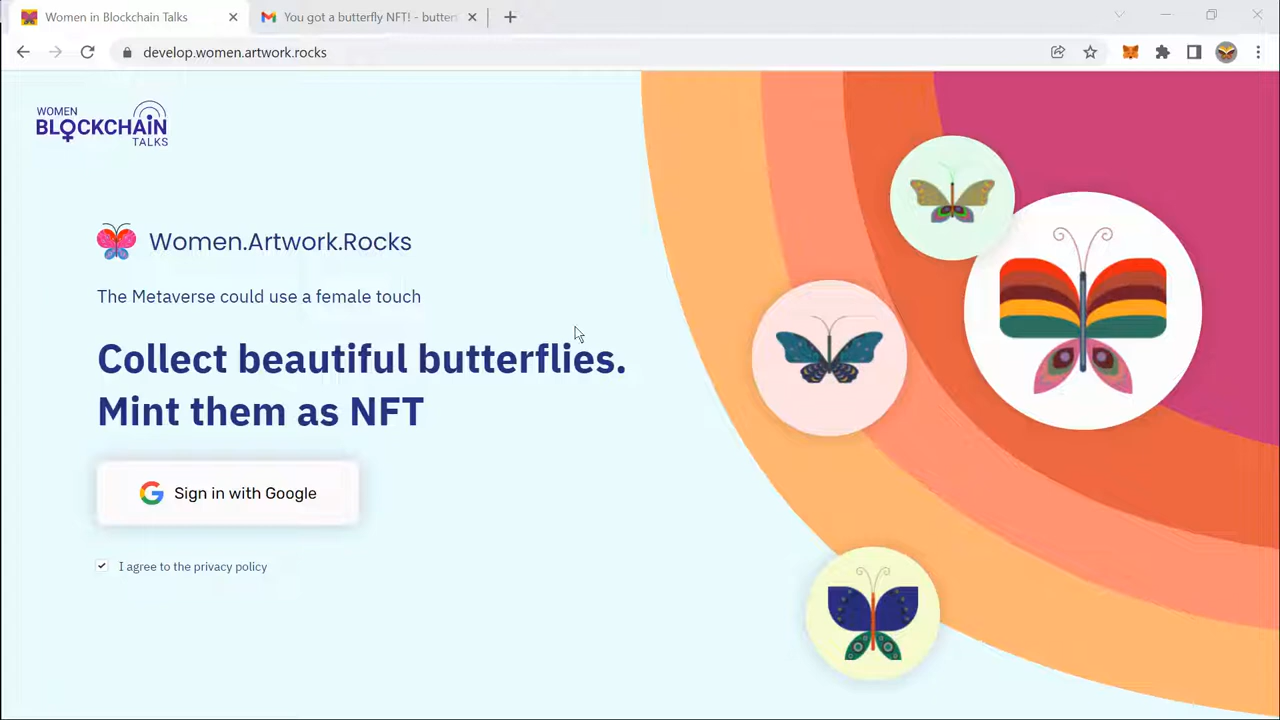 Women in Blockchain Talks
You got a butterfly NFT! - butter
develop.women.artwork.rocks
WOMEN
BLOCKCHAIN
TALKS
Women.Artwork.Rocks
The Metaverse could use a female touch
Collect beautiful butterflies.
Mint them as NFT
Sign in with Google
I agree to the privacy policy